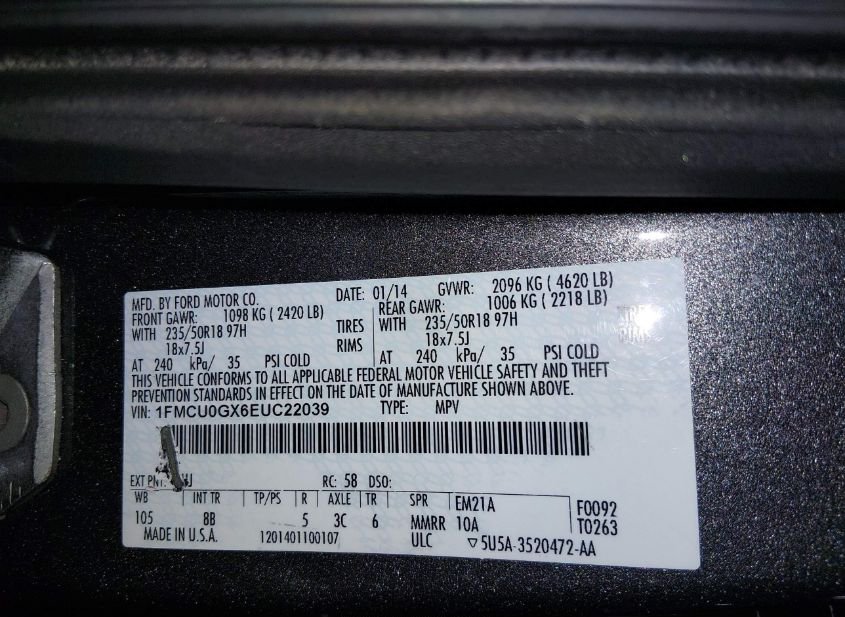 MFD. BY FORD MOTOR CO. DATE: 01/14 GVWR: 2096 KG ( 4620 LB)
FRONT GAWR: 1098 KG ( 2420 LB) REAR GAWR: 1006 KG ( 2218 LB)
WITH 235/50R18 97H TIRES WITH 235/50R18 97H
18x7.5J RIMS 18x7.5J
AT 240 kPa/ 35 PSI COLD AT 240 kPa/ 35 PSI COLD
THIS VEHICLE CONFORMS TO ALL APPLICABLE FEDERAL MOTOR VEHICLE SAFETY AND THEFT
PREVENTION STANDARDS IN EFFECT ON THE DATE OF MANUFACTURE SHOWN ABOVE.
VIN: 1FMCU0GX6EUC22039 TYPE: MPV
EXT PNT: RC: 58 DSO:
WB INT TR TP/PS R AXLE TR SPR EM21A F0092
105 8B 5 3C 6 MMRR 10A T0263
MADE IN U.S.A. 1201401100107 ULC ▽5U5A-3520472-AA